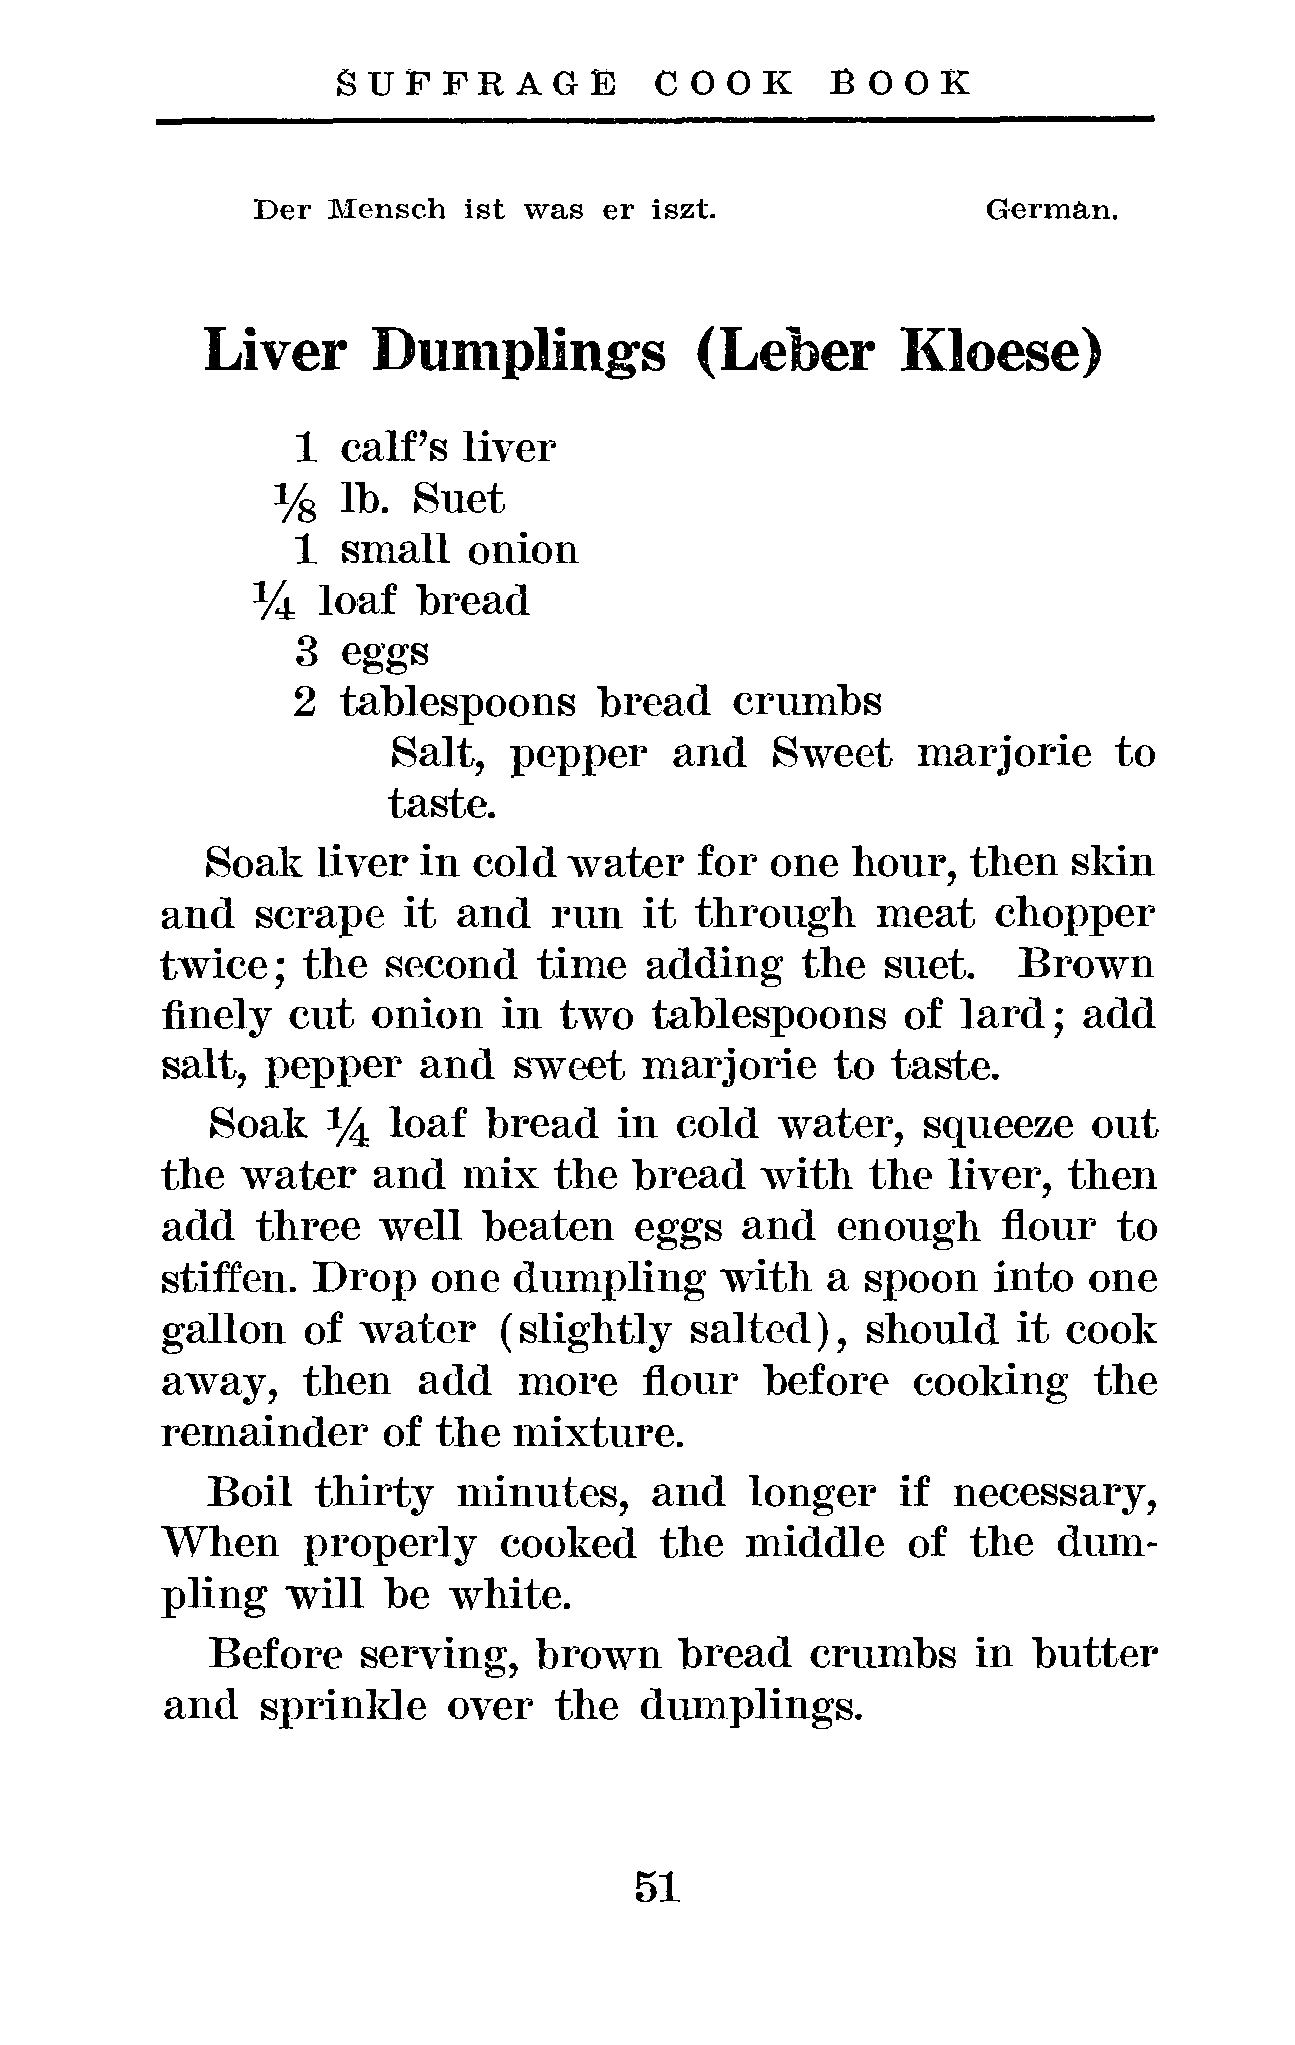 SUFFRAGE COOK BOOK
Der Mensch ist was er iszt. German.
Liver Dumplings (Leber Kloese)
1 calf's liver
⅛ lb. Suet
1 small onion
¼ loaf bread
3 eggs
2 tablespoons bread crumbs
Salt, pepper and Sweet marjorie to
taste.
Soak liver in cold water for one hour, then skin
and scrape it and run it through meat chopper
twice; the second time adding the suet. Brown
finely cut onion in two tablespoons of lard; add
salt, pepper and sweet marjorie to taste.
Soak ¼ loaf bread in cold water, squeeze out
the water and mix the bread with the liver, then
add three well beaten eggs and enough flour to
stiffen. Drop one dumpling with a spoon into one
gallon of water (slightly salted), should it cook
away, then add more flour before cooking the
remainder of the mixture.
Boil thirty minutes, and longer if necessary,
When properly cooked the middle of the dum-
pling will be white.
Before serving, brown bread crumbs in butter
and sprinkle over the dumplings.
51